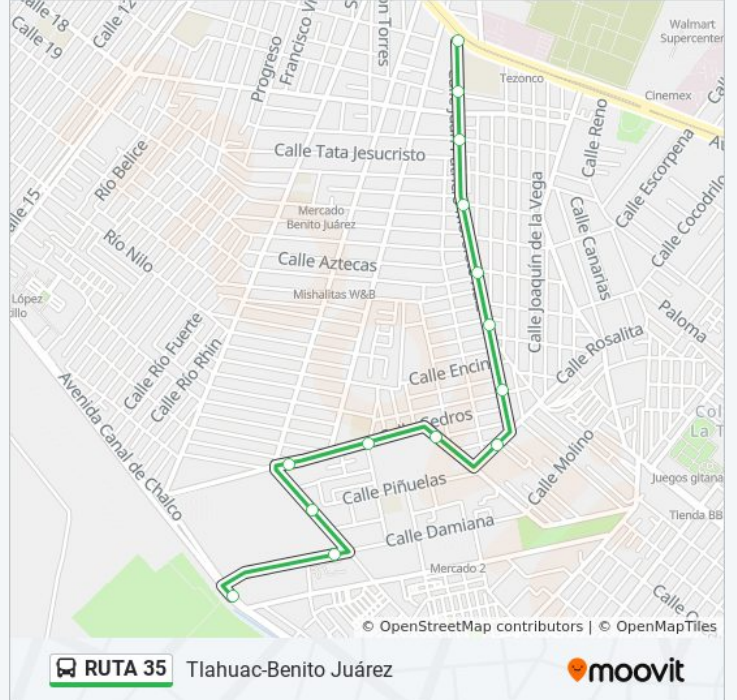 Calle 18
Calle 19
Calle 12
Progreso
Francisco V
on Torres
Walmart
Supercenter
Tezonco
Cinemex
Calle Reno
Calle Escorpena
Calle Cocodrilo
Calle Tata Jesucristo
Río Belice
Mercado
Benito Juárez
Calle Joaquín de la Vega
Calle Canarias
Río Nilo
Calle Aztecas
Mishalitas W&B
López
Paloma
Calle Río Fuerte
Calle Río Rhin
Calle Rosalita
Calle Encin
Cedros
Avenida Canal de Chalco
Col
La T
Calle Molino
Calle Piñuelas
Juegos gitana
Calle Damiana
Tienda BB
Mercado 2
© OpenStreetMap contributors | © OpenMapTiles
RUTA 35 Tlahuac-Benito Juárez
moovit